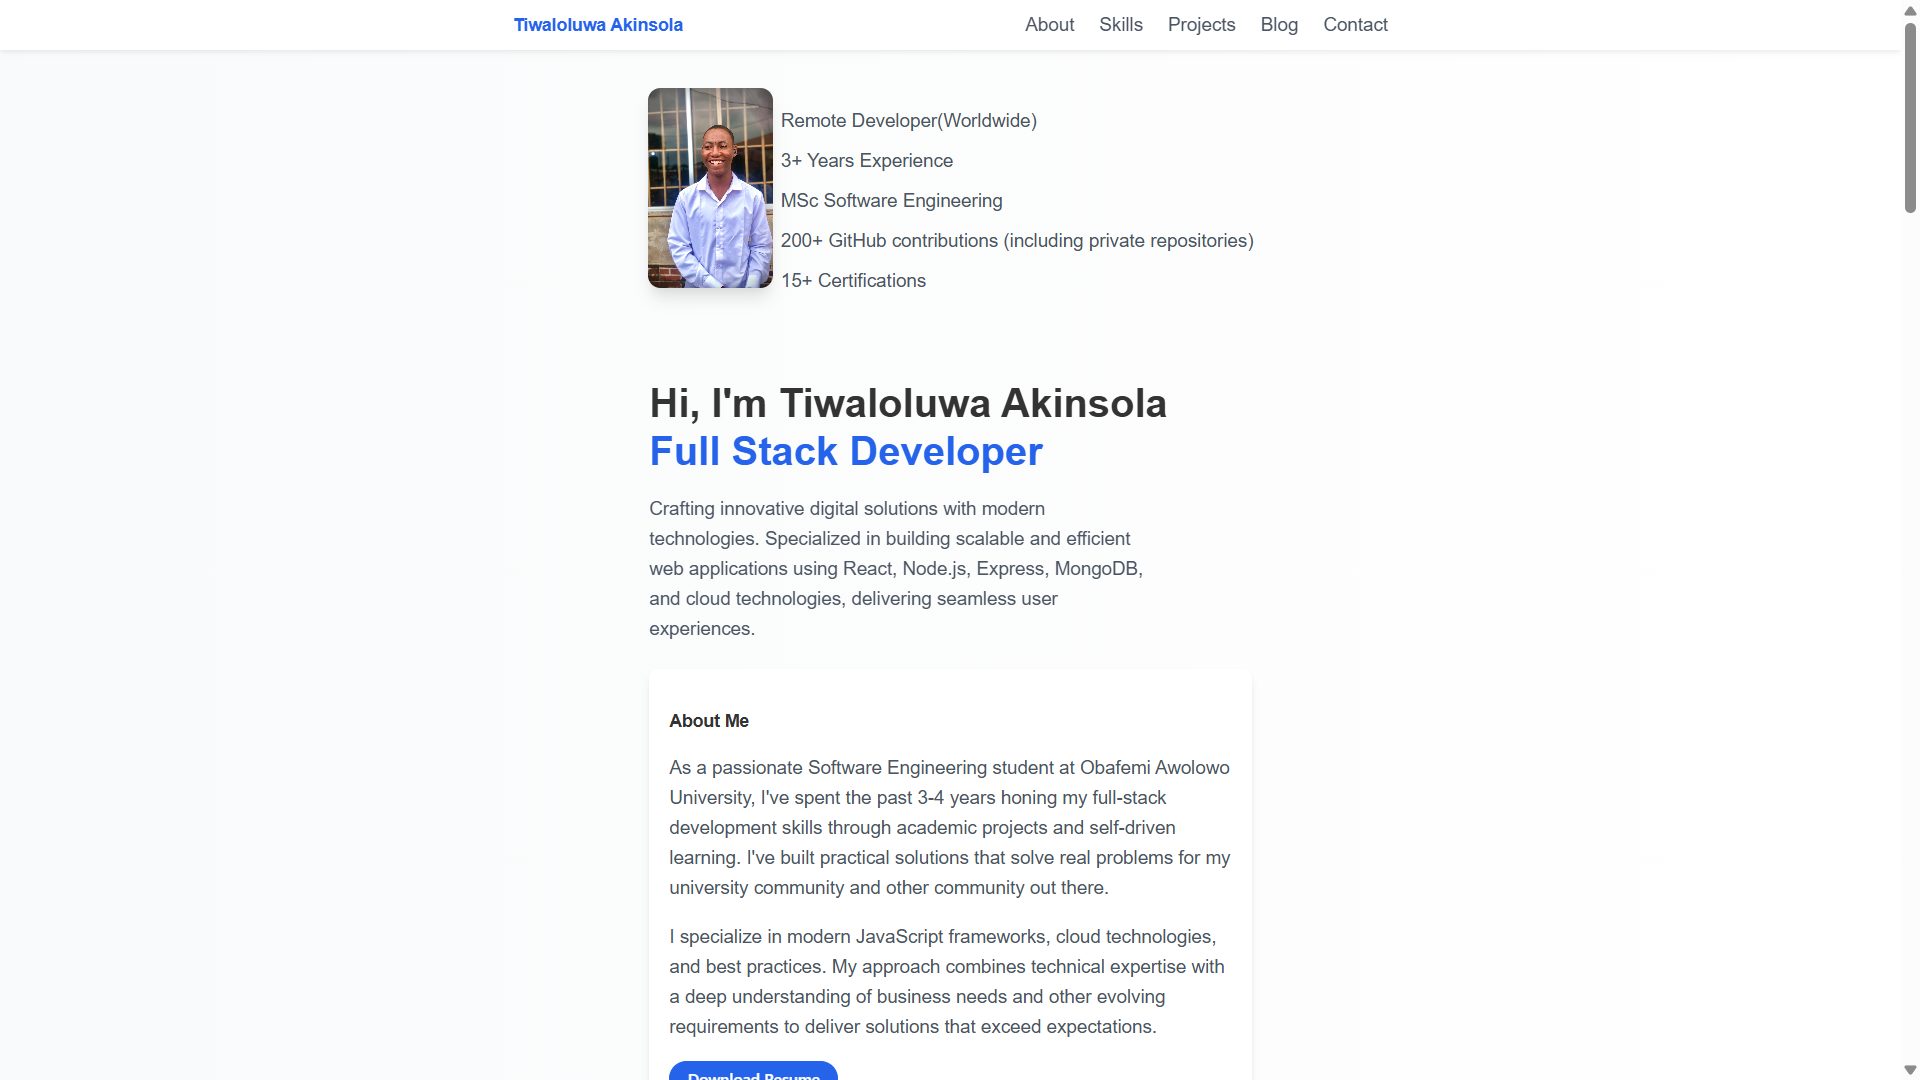 Tiwaloluwa Akinsola
About Skills Projects Blog Contact
Remote Developer(Worldwide)
3+ Years Experience
MSc Software Engineering
200+ GitHub contributions (including private repositories)
15+ Certifications
Hi, I'm Tiwaloluwa Akinsola
Full Stack Developer
Crafting innovative digital solutions with modern
technologies. Specialized in building scalable and efficient
web applications using React, Node.js, Express, MongoDB,
and cloud technologies, delivering seamless user
experiences.
About Me
As a passionate Software Engineering student at Obafemi Awolowo
University, I've spent the past 3-4 years honing my full-stack
development skills through academic projects and self-driven
learning. I've built practical solutions that solve real problems for my
university community and other community out there.
I specialize in modern JavaScript frameworks, cloud technologies,
and best practices. My approach combines technical expertise with
a deep understanding of business needs and other evolving
requirements to deliver solutions that exceed expectations.
Download Resume